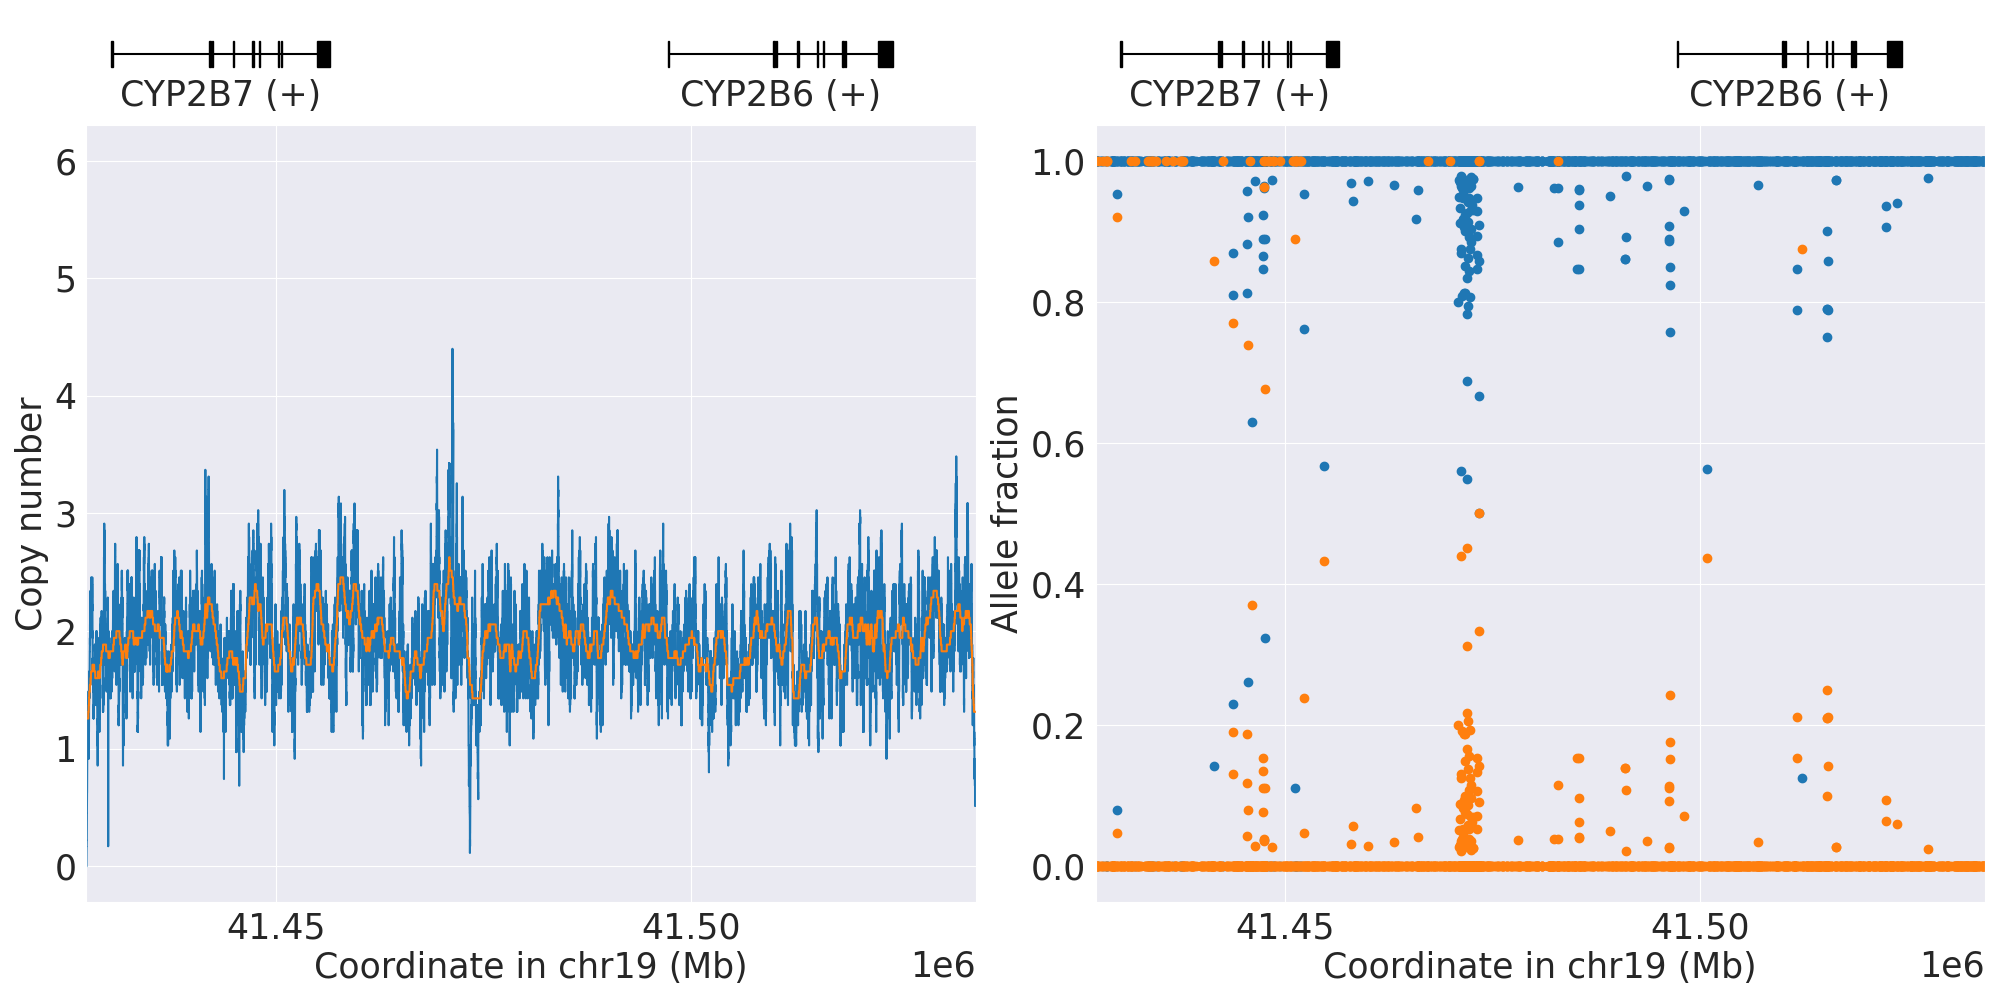 CYP2B7 (+)
CYP2B6 (+)
6
5
4
3
2
1
0
Copy number
41.45
41.50
Coordinate in chr19 (Mb)
1e6
CYP2B7 (+)
CYP2B6 (+)
1.0
0.8
0.6
0.4
0.2
0.0
Allele fraction
41.45
41.50
Coordinate in chr19 (Mb)
1e6